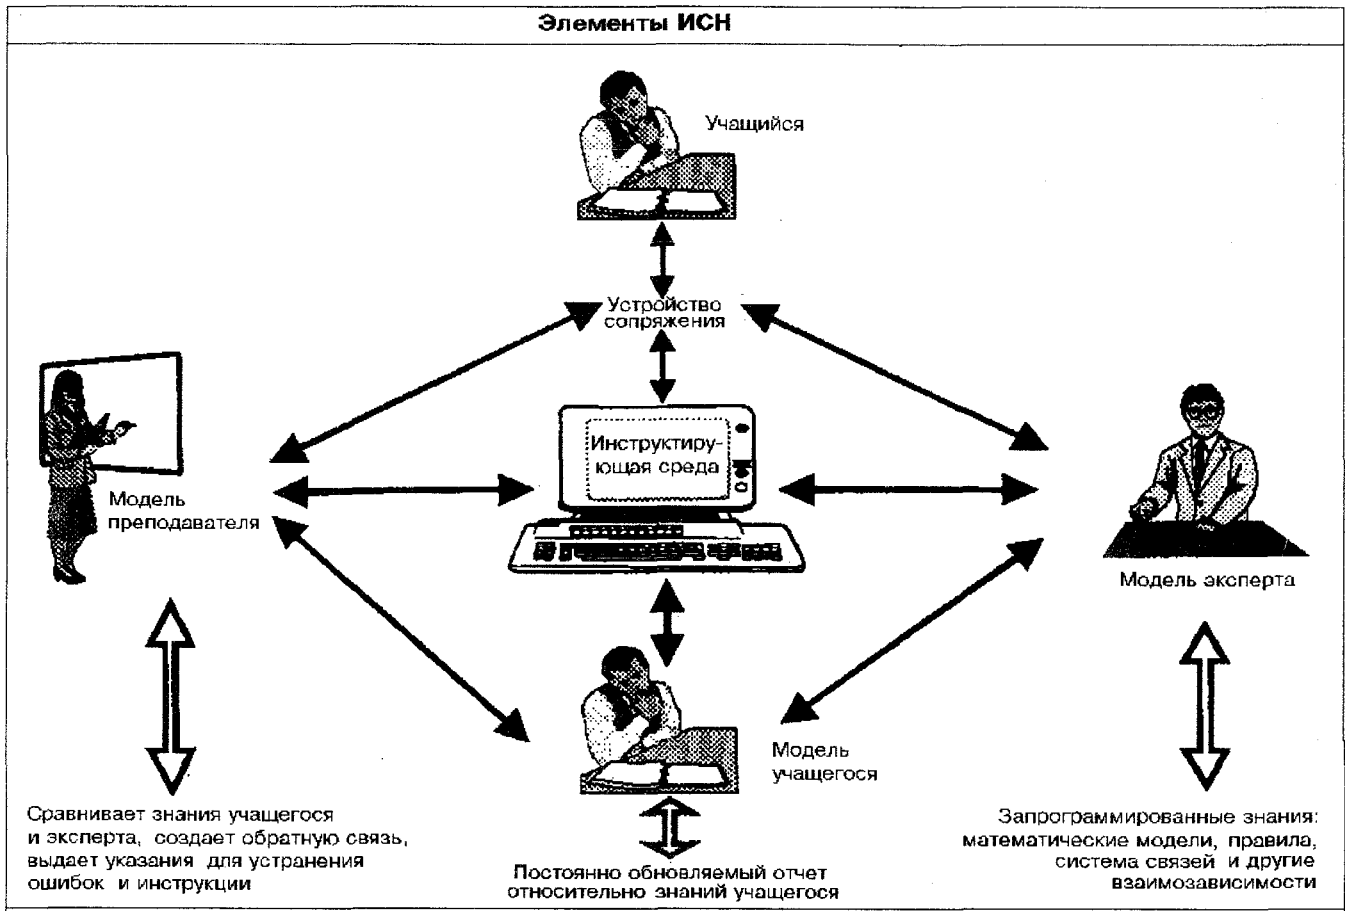 Элементы ИСН
Учащийся
Устройство
сопряжения
Инструктиру-
ющая среда
Модель
преподавателя
Модель эксперта
Модель
учащегося
Сравнивает знания учащегося
и эксперта, создает обратную связь,
выдает указания для устранения
ошибок и инструкции
Постоянно обновляемый отчет
относительно знаний учащегося
Запрограммированные знания:
математические модели, правила,
система связей и другие
взаимозависимости